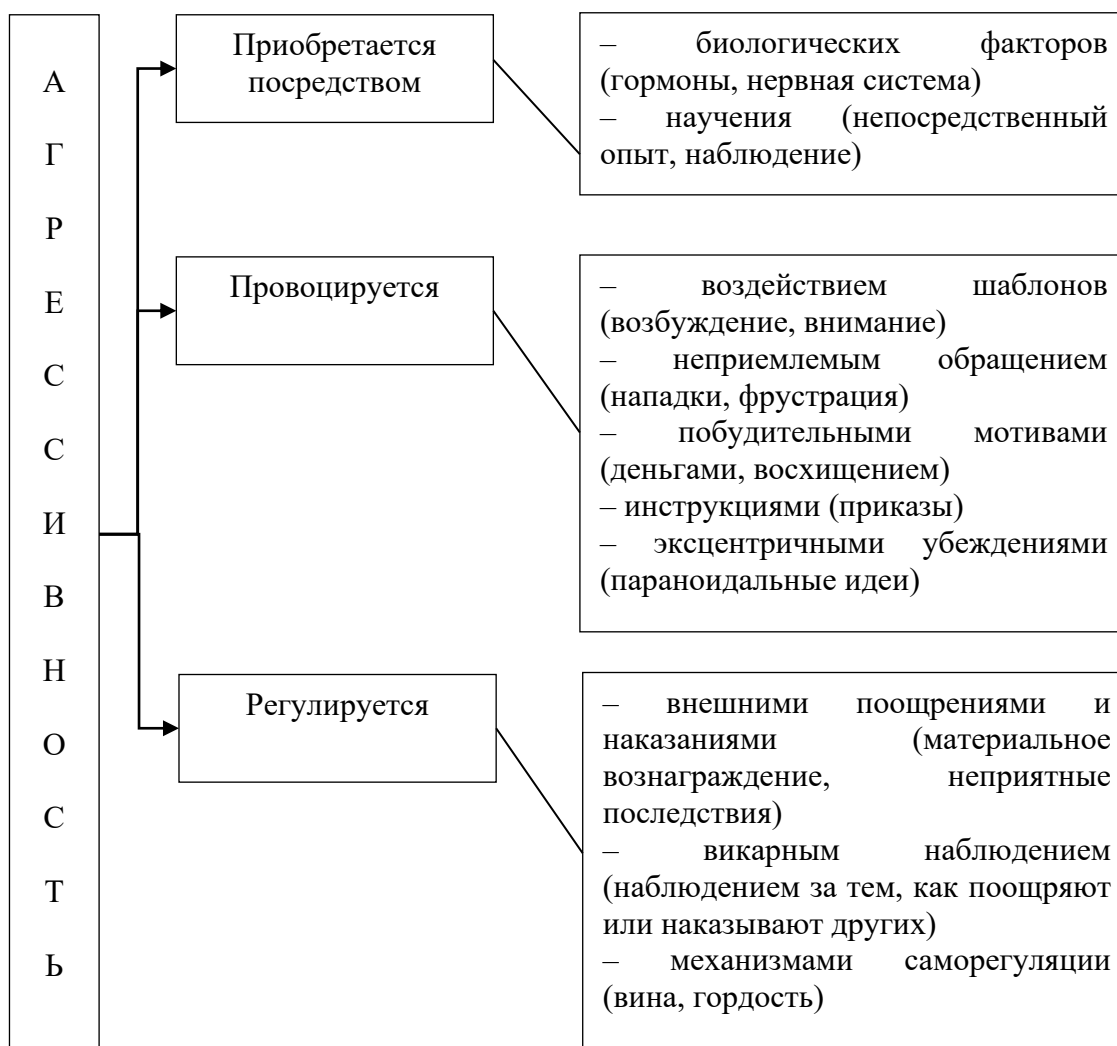 АГРЕССИВНОСТЬ
Приобретается
посредством
– биологических факторов
(гормоны, нервная система)
– научения (непосредственный
опыт, наблюдение)
Провоцируется
– воздействием шаблонов
(возбуждение, внимание)
– неприемлемым обращением
(нападки, фрустрация)
– побудительными мотивами
(деньгами, восхищением)
– инструкциями (приказы)
– эксцентричными убеждениями
(параноидальные идеи)
Регулируется
– внешними поощрениями и
наказаниями (материальное
вознаграждение, неприятные
последствия)
– викарным наблюдением
(наблюдением за тем, как поощряют
или наказывают других)
– механизмами саморегуляции
(вина, гордость)